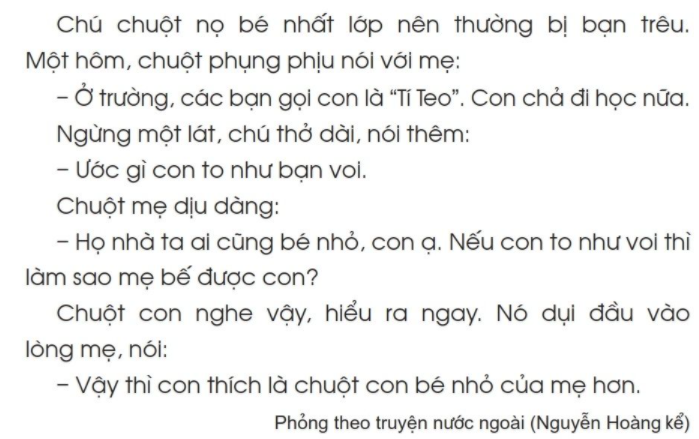 Chú chuột nọ bé nhất lớp nên thường bị bạn trêu.
Một hôm, chuột phụng phịu nói với mẹ:
– Ở trường, các bạn gọi con là “Tí Teo”. Con chả đi học nữa.
Ngừng một lát, chú thở dài, nói thêm:
– Ước gì con to như bạn voi.
Chuột mẹ dịu dàng:
– Họ nhà ta ai cũng bé nhỏ, con ạ. Nếu con to như voi thì
làm sao mẹ bế được con?
Chuột con nghe vậy, hiểu ra ngay. Nó dụi đầu vào
lòng mẹ, nói:
– Vậy thì con thích là chuột con bé nhỏ của mẹ hơn.
Phỏng theo truyện nước ngoài (Nguyễn Hoàng kể)